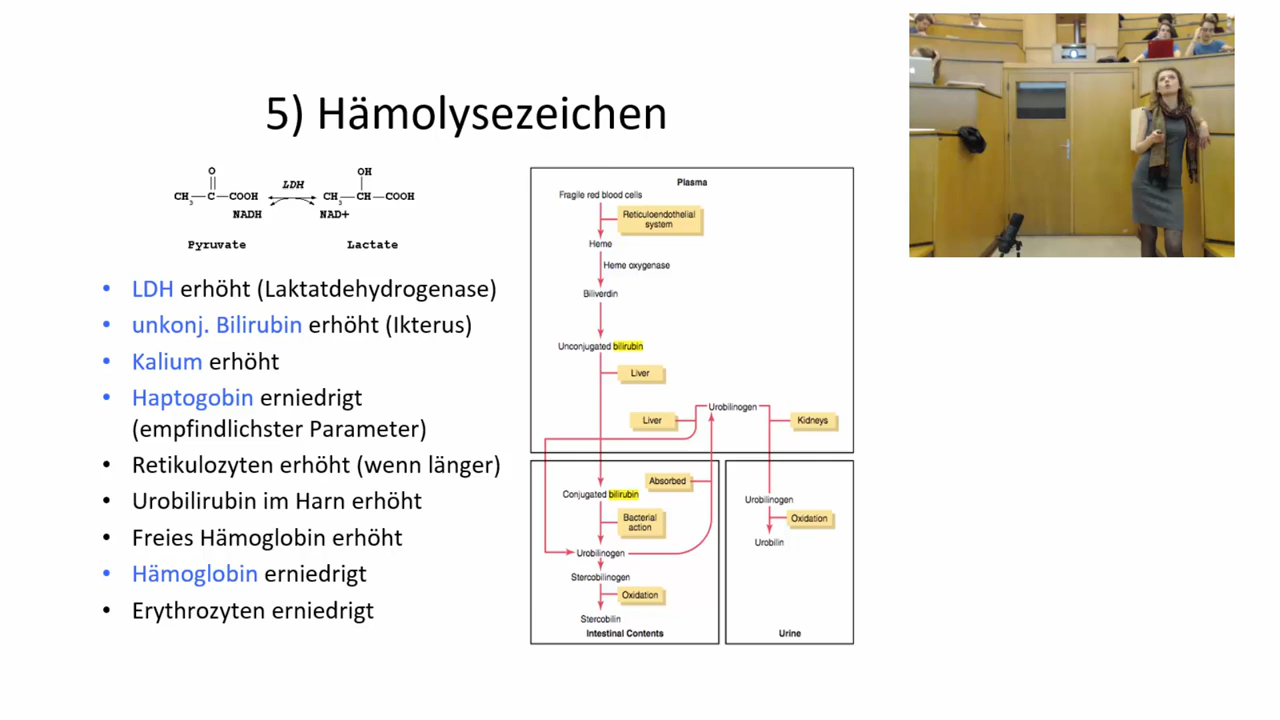 5) Hämolysezeichen
O
OH
CH3—C—COOH
LDH
CH3—CH—COOH
NADH
NAD+
Pyruvate
Lactate
• LDH erhöht (Laktatdehydrogenase)
• unkonj. Bilirubin erhöht (Ikterus)
• Kalium erhöht
• Haptogobin erniedrigt
(empfindlichster Parameter)
• Retikulozyten erhöht (wenn länger)
• Urobilirubin im Harn erhöht
• Freies Hämoglobin erhöht
• Hämoglobin erniedrigt
• Erythrozyten erniedrigt
Plasma
Fragile red blood cells
Reticuloendothelial
system
Heme
Heme oxygenase
Biliverdin
Unconjugated bilirubin
Liver
Urobilinogen
Liver
Kidneys
Absorbed
Conjugated bilirubin
Bacterial
action
Urobilinogen
Stercobilinogen
Oxidation
Stercobilin
Intestinal Contents
Urobilinogen
Oxidation
Urobilin
Urine